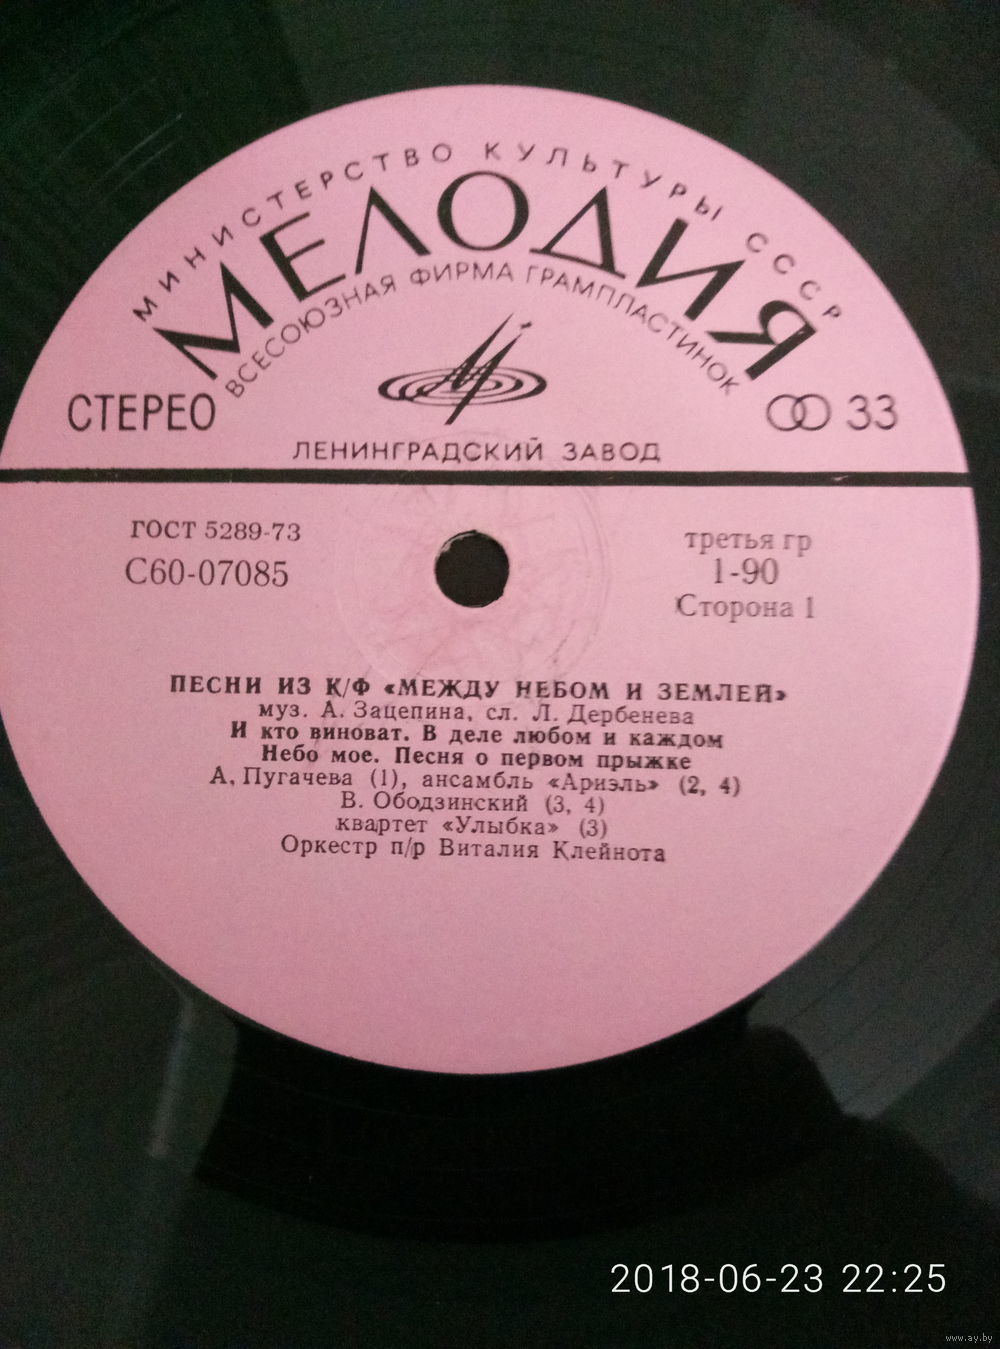 МИНИСТЕРСТВО КУЛЬТУРЫ СССР
МЕЛОДИЯ
ВСЕСОЮЗНАЯ ФИРМА ГРАМПЛАСТИНОК
СТЕРЕО
33
ЛЕНИНГРАДСКИЙ ЗАВОД
ГОСТ 5289-73
С60-07085
третья гр
1-90
Сторона 1
ПЕСНИ ИЗ К/Ф «МЕЖДУ НЕБОМ И ЗЕМЛЕЙ»
муз. А. Зацепина, сл. Л. Дербенева
И кто виноват. В деле любом и каждом
Небо мое. Песня о первом прыжке
А. Пугачева (1), ансамбль «Ариэль» (2, 4)
В. Ободзинский (3, 4)
квартет «Улыбка» (3)
Оркестр п/р Виталия Клейнота
2018-06-23 22:25
www.ay.by